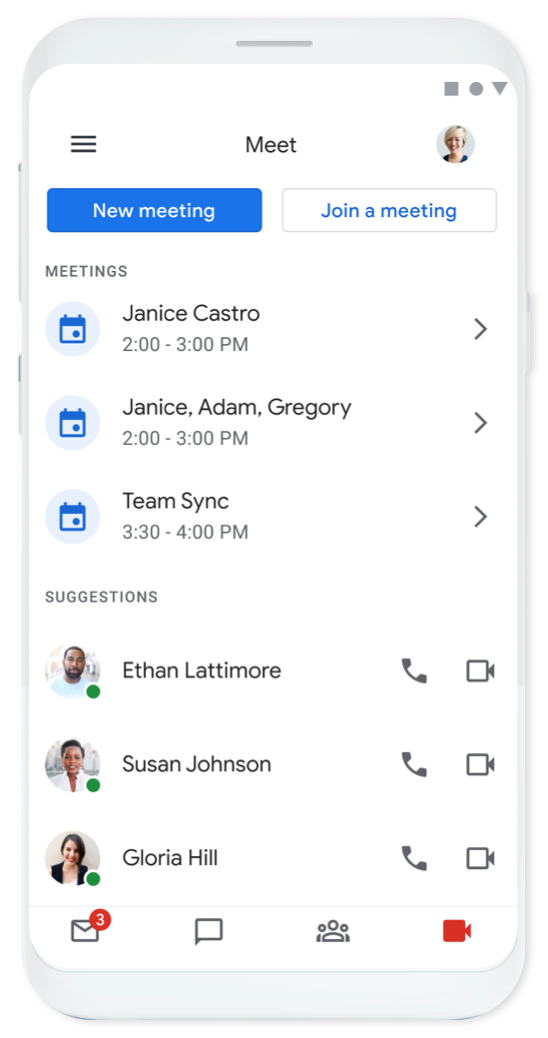 Meet
New meeting
Join a meeting
MEETINGS
Janice Castro
2:00 - 3:00 PM
Janice, Adam, Gregory
2:00 - 3:00 PM
Team Sync
3:30 - 4:00 PM
SUGGESTIONS
Ethan Lattimore
Susan Johnson
Gloria Hill
3